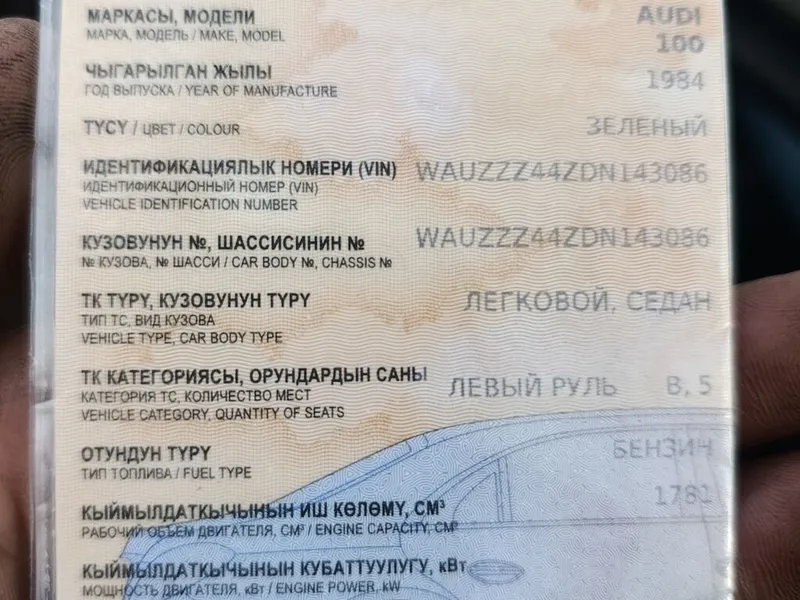 МАРКАСЫ, МОДЕЛИ AUDI
МАРКА, МОДЕЛЬ / MAKE, MODEL 100
ЧЫГАРЫЛГАН ЖЫЛЫ 1984
ГОД ВЫПУСКА / YEAR OF MANUFACTURE
ТҮСҮ / ЦВЕТ / COLOUR ЗЕЛЕНЫЙ
ИДЕНТИФИКАЦИЯЛЫК НОМЕРИ (VIN) WAUZZZ44ZDN143086
ИДЕНТИФИКАЦИОННЫЙ НОМЕР (VIN)
VEHICLE IDENTIFICATION NUMBER
КУЗОВУНУН №, ШАССИСИНИН № WAUZZZ44ZDN143086
№ КУЗОВА, № ШАССИ / CAR BODY №, CHASSIS №
ТК ТҮРҮ, КУЗОВУНУН ТҮРҮ ЛЕГКОВОЙ, СЕДАН
ТИП ТС, ВИД КУЗОВА
VEHICLE TYPE, CAR BODY TYPE
ТК КАТЕГОРИЯСЫ, ОРУНДАРДЫН САНЫ ЛЕВЫЙ РУЛЬ B, 5
КАТЕГОРИЯ ТС, КОЛИЧЕСТВО МЕСТ
VEHICLE CATEGORY, QUANTITY OF SEATS
ОТУНДУН ТҮРҮ БЕНЗИН
ТИП ТОПЛИВА / FUEL TYPE
КЫЙМЫЛДАТКЫЧЫНЫН ИШ КӨЛӨМҮ, СМ³ 1781
РАБОЧИЙ ОБЪЕМ ДВИГАТЕЛЯ, СМ³ / ENGINE CAPACITY, СМ³
КЫЙМЫЛДАТКЫЧЫНЫН КУБАТТУУЛУГУ, кВт
МОЩНОСТЬ ДВИГАТЕЛЯ, кВт / ENGINE POWER, kW